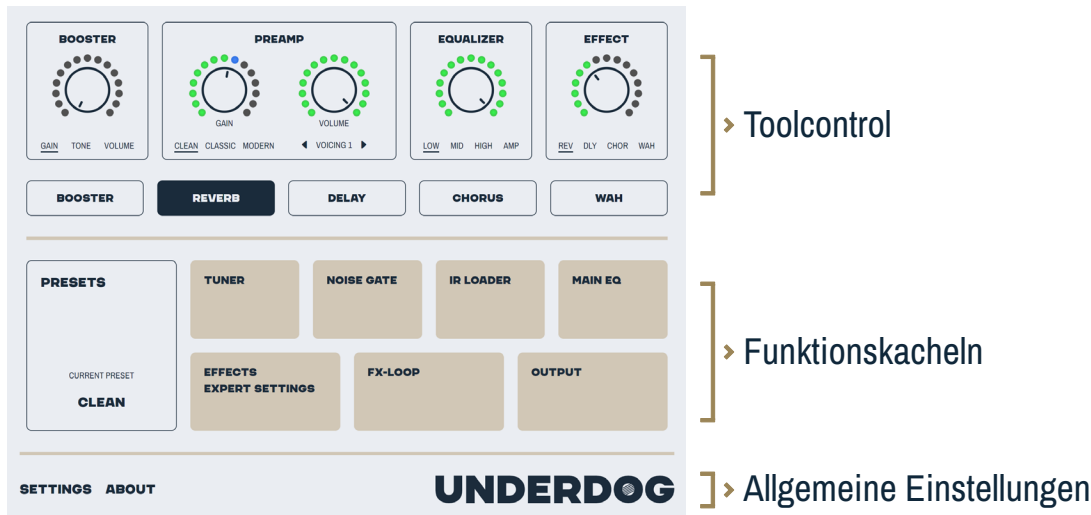 BOOSTER
GAIN TONE VOLUME
PREAMP
GAIN VOLUME
CLEAN CLASSIC MODERN VOICING 1
EQUALIZER
LOW MID HIGH AMP
EFFECT
REV DLY CHOR WAH
Toolcontrol
BOOSTER REVERB DELAY CHORUS WAH
PRESETS
CURRENT PRESET
CLEAN
TUNER NOISE GATE IR LOADER MAIN EQ
EFFECTS
EXPERT SETTINGS
FX-LOOP OUTPUT
Funktionskacheln
SETTINGS ABOUT UNDERDOG
Allgemeine Einstellungen